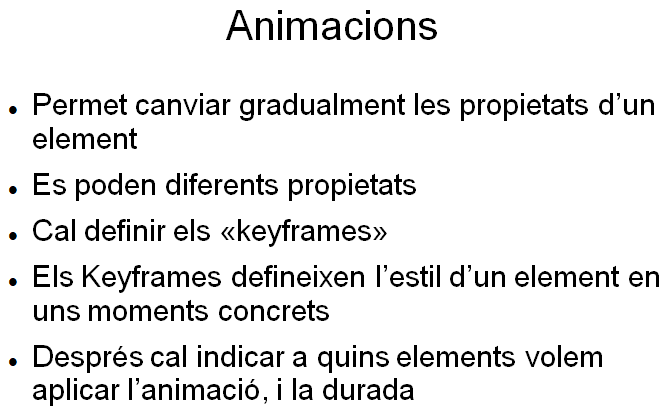 Animacions
● Permet canviar gradualment les propietats d’un
element
● Es poden diferents propietats
● Cal definir els «keyframes»
● Els Keyframes defineixen l’estil d’un element en
uns moments concrets
● Després cal indicar a quins elements volem
aplicar l’animació, i la durada